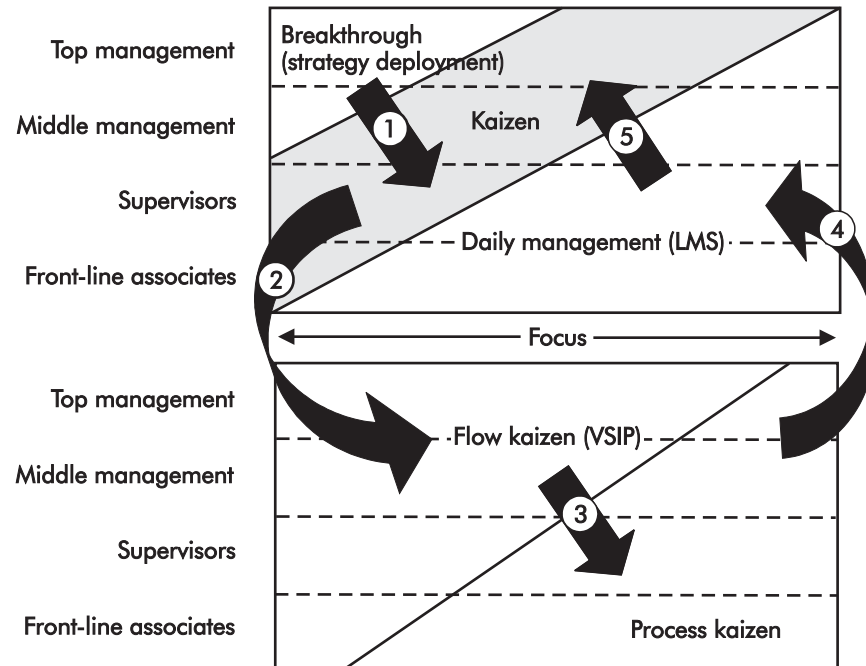 Top management
Breakthrough
(strategy deployment)
Middle management
1
Kaizen
5
Supervisors
4
Daily management (LMS)
Front-line associates
2
Focus
Top management
Flow kaizen (VSIP)
Middle management
3
Supervisors
Front-line associates
Process kaizen